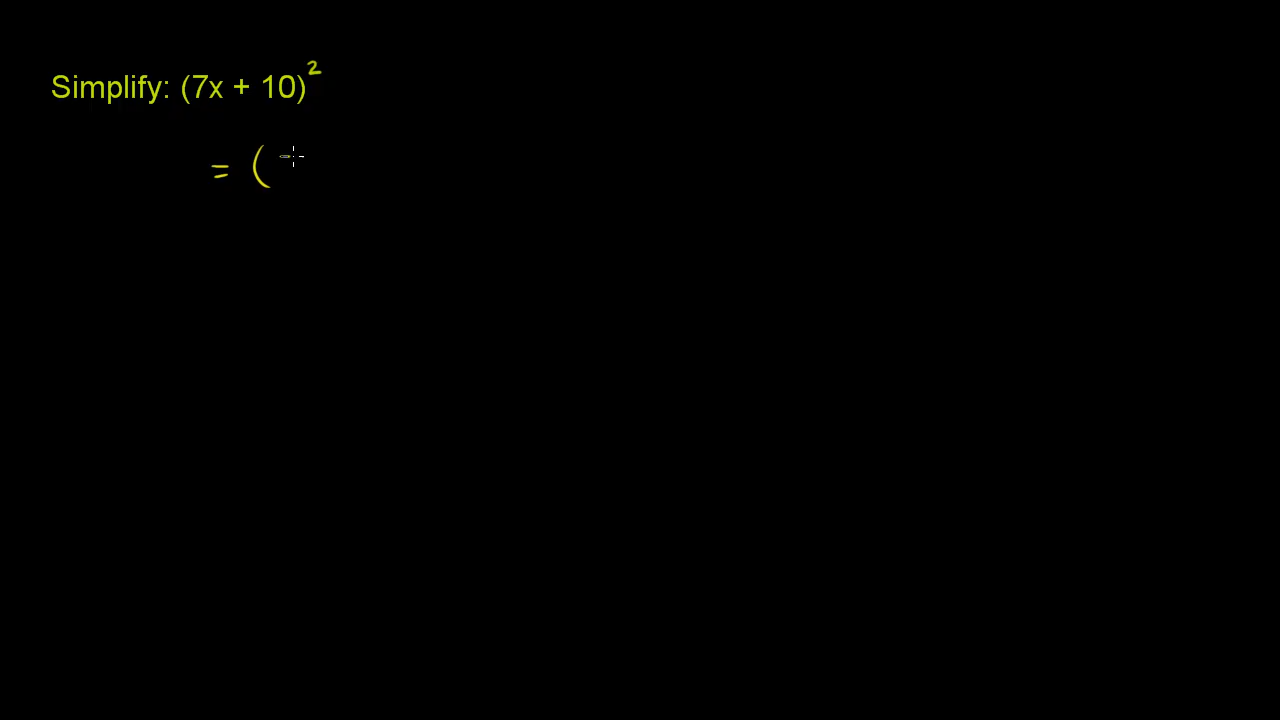 Simplify: (7x + 10)²
= (